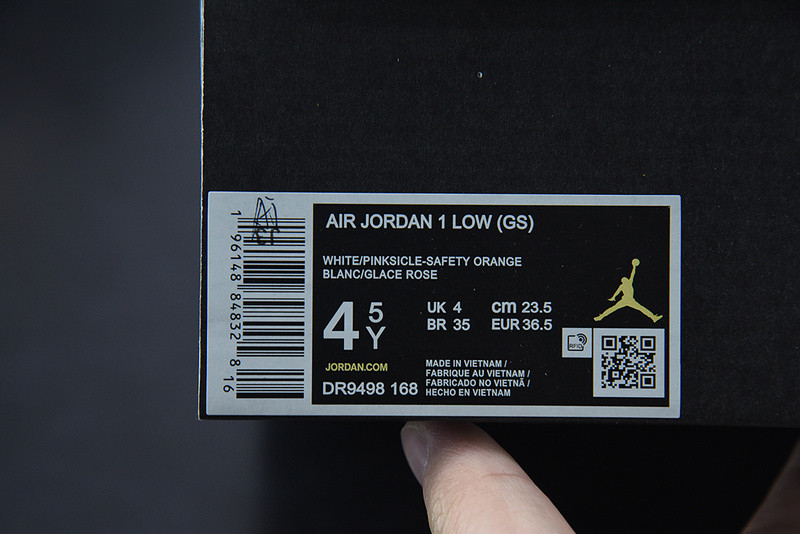 AIR JORDAN 1 LOW (GS)
WHITE/PINKSICLE-SAFETY ORANGE
BLANC/GLACE ROSE
4 5Y
UK 4 cm 23.5
BR 35 EUR 36.5
JORDAN.COM
DR9498 168
MADE IN VIETNAM /
FABRIQUE AU VIETNAM /
FABRICADO NO VIETNÃ /
HECHO EN VIETNAM
RFID
1 96148 84832 8 16